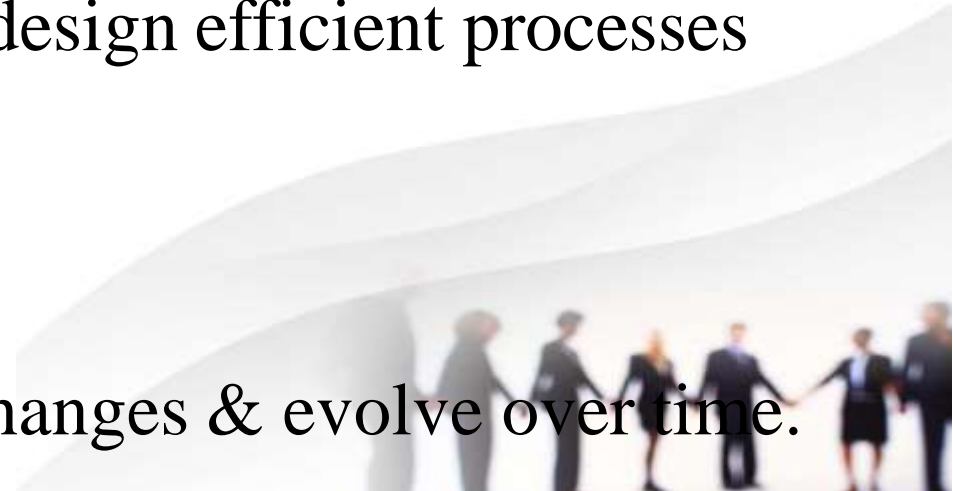 design efficient processes
hanges & evolve over time.